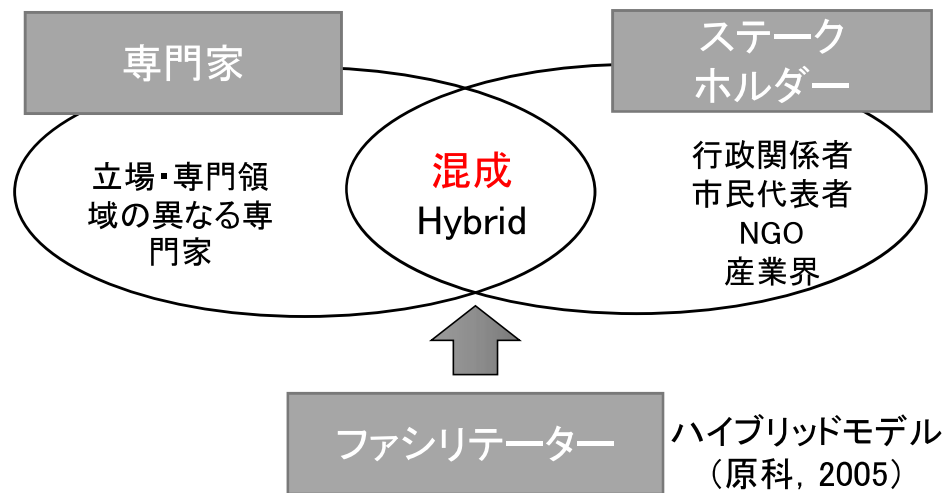 専門家
ステーク
ホルダー
立場・専門領
域の異なる専
門家
混成
Hybrid
行政関係者
市民代表者
NGO
産業界
ファシリテーター
ハイブリッドモデル
（原科，2005）